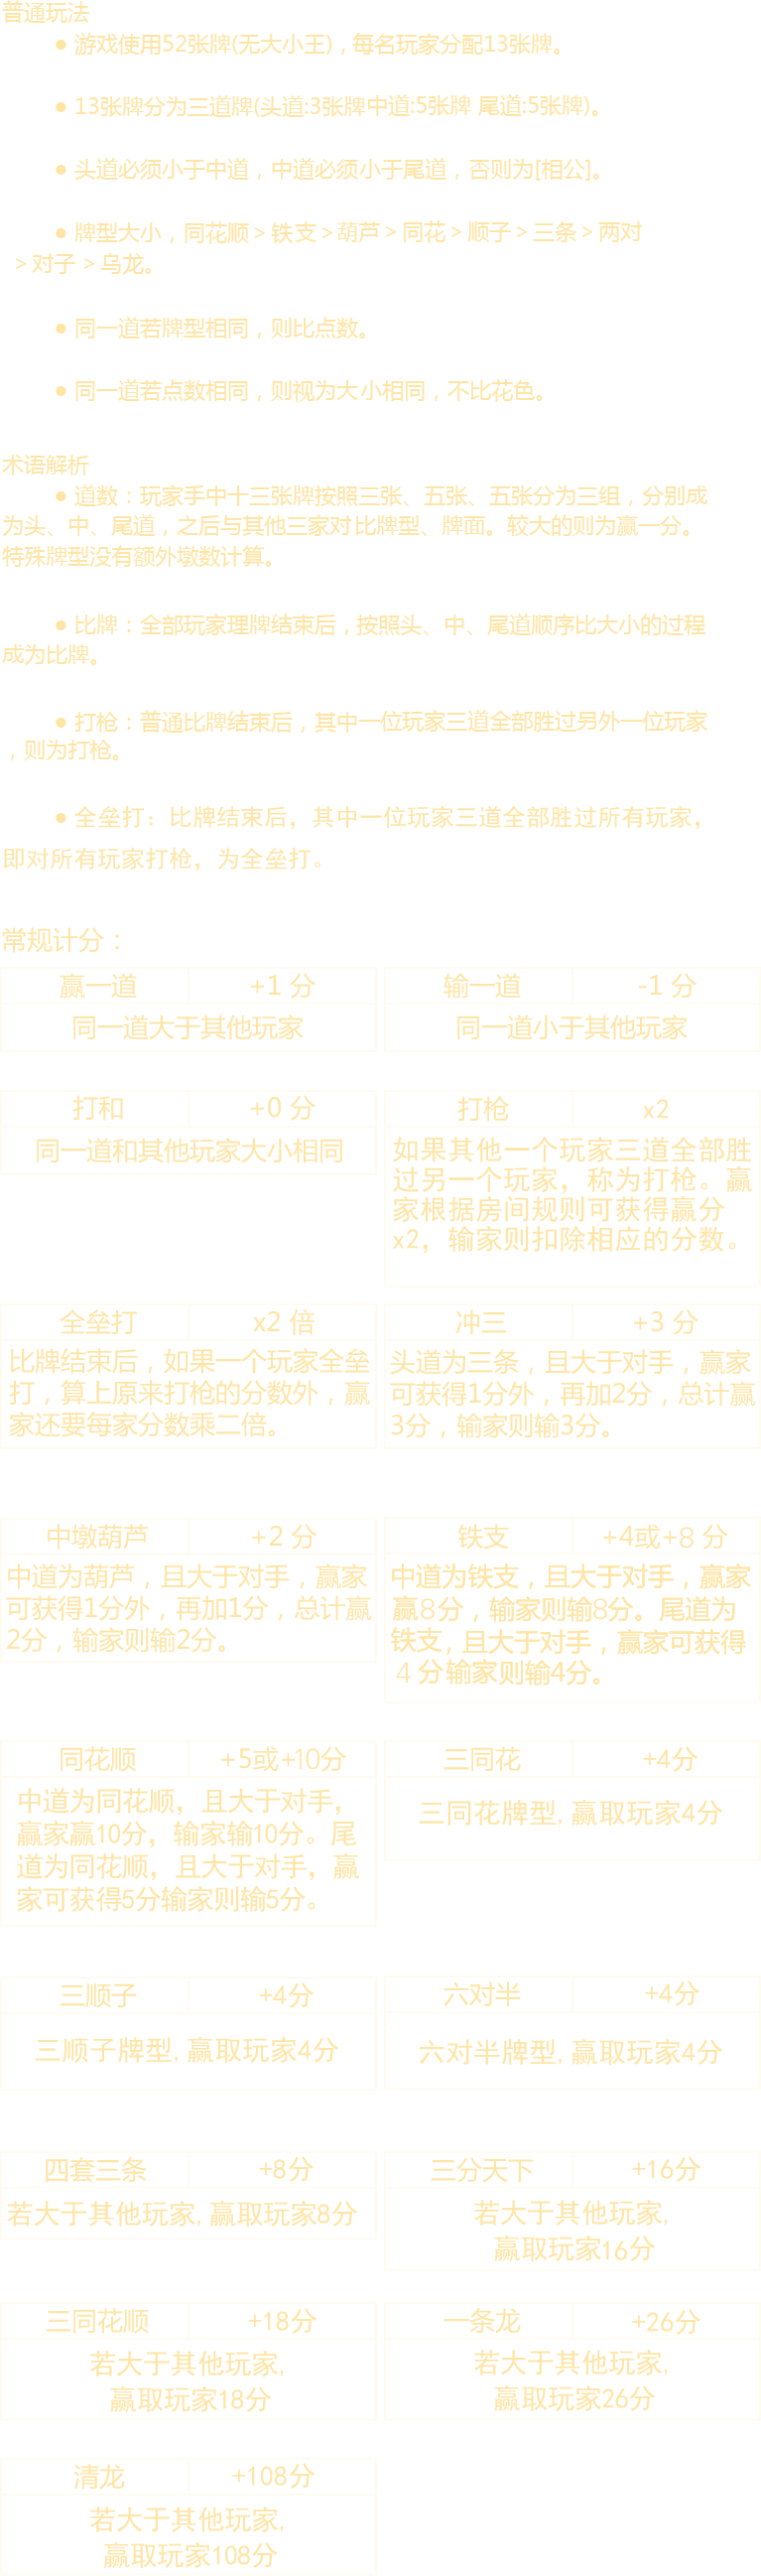 普通玩法
● 游戏使用52张牌(无大小王)，每名玩家分配13张牌。
● 13张牌分为三道牌(头道:3张牌中道:5张牌 尾道:5张牌)。
● 头道必须小于中道，中道必须小于尾道，否则为[相公]。
● 牌型大小，同花顺＞铁支＞葫芦＞同花＞顺子＞三条＞两对
＞对子＞乌龙。
● 同一道若牌型相同，则比点数。
● 同一道若点数相同，则视为大小相同，不比花色。
术语解析
● 道数：玩家手中十三张牌按照三张、五张、五张分为三组，分别成
为头、中、尾道，之后与其他三家对比牌型、牌面。较大的则为赢一分。
特殊牌型没有额外墩数计算。
● 比牌：全部玩家理牌结束后，按照头、中、尾道顺序比大小的过程
成为比牌。
● 打枪：普通比牌结束后，其中一位玩家三道全部胜过另外一位玩家
，则为打枪。
● 全垒打：比牌结束后，其中一位玩家三道全部胜过所有玩家，
即对所有玩家打枪，为全垒打。
常规计分：
赢一道 +1 分 输一道 -1 分
同一道大于其他玩家 同一道小于其他玩家
打和 +0 分 打枪 x2
同一道和其他玩家大小相同
如果其他一个玩家三道全部胜
过另一个玩家，称为打枪。赢
家根据房间规则可获得赢分
x2，输家则扣除相应的分数。
全垒打 x2 倍
比牌结束后，如果一个玩家全垒
打，算上原来打枪的分数外，赢
家还要每家分数乘二倍。
冲三 +3 分
头道为三条，且大于对手，赢家
可获得1分外，再加2分，总计赢
3分，输家则输3分。
中墩葫芦 +2 分
中道为葫芦，且大于对手，赢家
可获得1分外，再加1分，总计赢
2分，输家则输2分。
铁支 +4或+8 分
中道为铁支，且大于对手，赢家
赢8分，输家则输8分。尾道为
铁支，且大于对手，赢家可获得
4 分输家则输4分。
同花顺 +5或+10分
中道为同花顺，且大于对手，
赢家赢10分，输家输10分。尾
道为同花顺，且大于对手，赢
家可获得5分输家则输5分。
三同花 +4分
三同花牌型,赢取玩家4分
三顺子 +4分
三顺子牌型,赢取玩家4分
六对半 +4分
六对半牌型,赢取玩家4分
四套三条 +8分
若大于其他玩家,赢取玩家8分
三分天下 +16分
若大于其他玩家,
赢取玩家16分
三同花顺 +18分
若大于其他玩家,
赢取玩家18分
一条龙 +26分
若大于其他玩家,
赢取玩家26分
清龙 +108分
若大于其他玩家,
赢取玩家108分